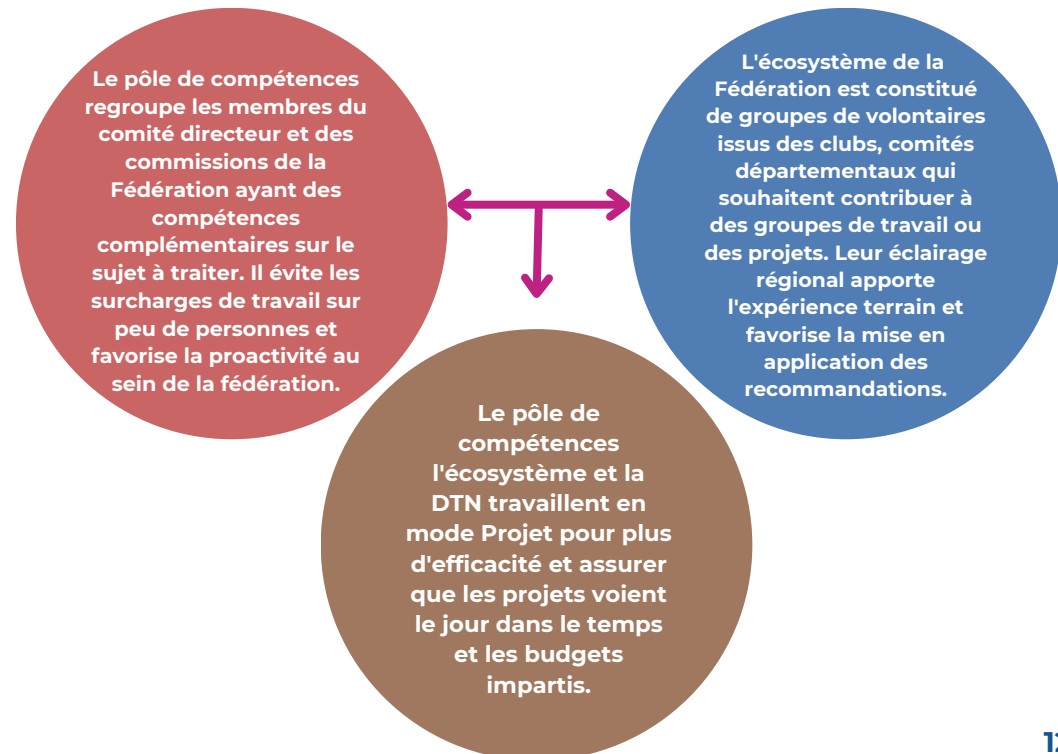 Le pôle de compétences
regroupe les membres du
comité directeur et des
commissions de la
Fédération ayant des
compétences
complémentaires sur le
sujet à traiter. Il évite les
surcharges de travail sur
peu de personnes et
favorise la proactivité au
sein de la fédération.
L'écosystème de la
Fédération est constitué
de groupes de volontaires
issus des clubs, comités
départementaux qui
souhaitent contribuer à
des groupes de travail ou
des projets. Leur éclairage
régional apporte
l'expérience terrain et
favorise la mise en
application des
recommandations.
Le pôle de
compétences
l'écosystème et la
DTN travaillent en
mode Projet pour plus
d'efficacité et assurer
que les projets voient
le jour dans le temps
et les budgets
impartis.